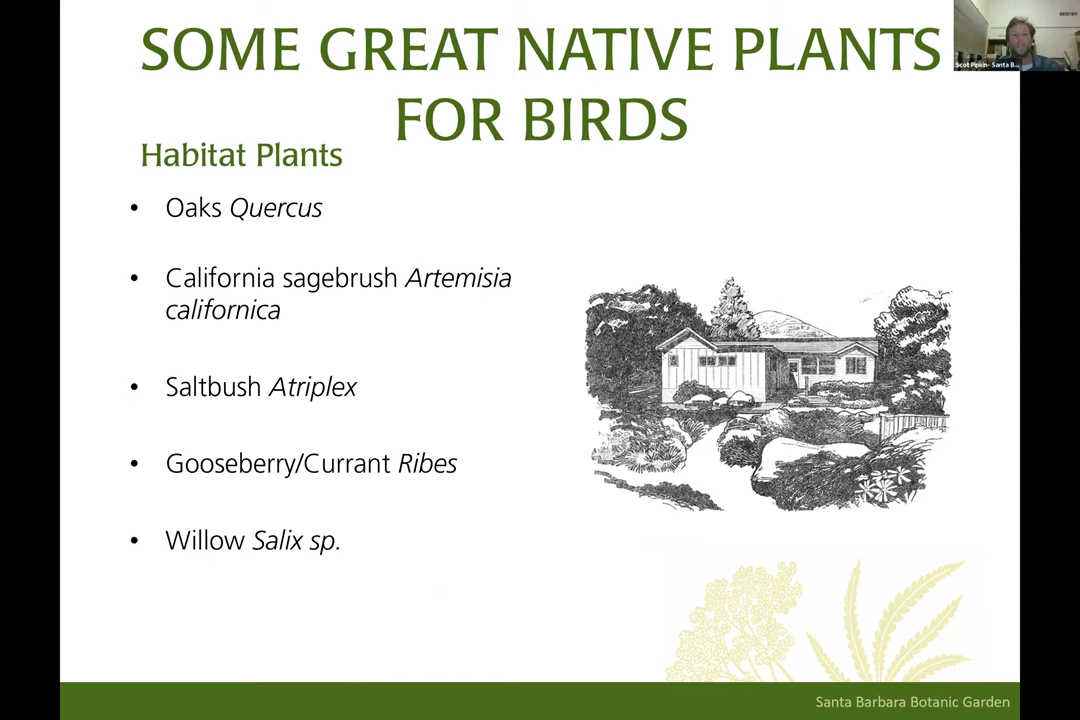 SOME GREAT NATIVE PLANTS
FOR BIRDS
Scot Pipkin- Santa B...
Habitat Plants
• Oaks Quercus
• California sagebrush Artemisia
californica
• Saltbush Atriplex
• Gooseberry/Currant Ribes
• Willow Salix sp.
Santa Barbara Botanic Garden